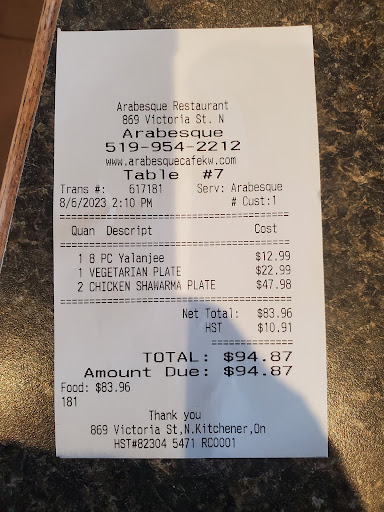 Arabesque Restaurant
869 Victoria St. N
Arabesque
519-954-2212
www.arabesquecafekw.com
Table #7
Trans #: 617181 Serv: Arabesque
8/6/2023 2:10 PM # Cust:1
Quan Descript Cost
1 8 PC Yalanjee $12.99
1 VEGETARIAN PLATE $22.99
2 CHICKEN SHAWARMA PLATE $47.98
Net Total: $83.96
HST $10.91
TOTAL: $94.87
Amount Due: $94.87
Food: $83.96
181
Thank you
869 Victoria St,N.Kitchener,On
HST#82304 5471 RC0001